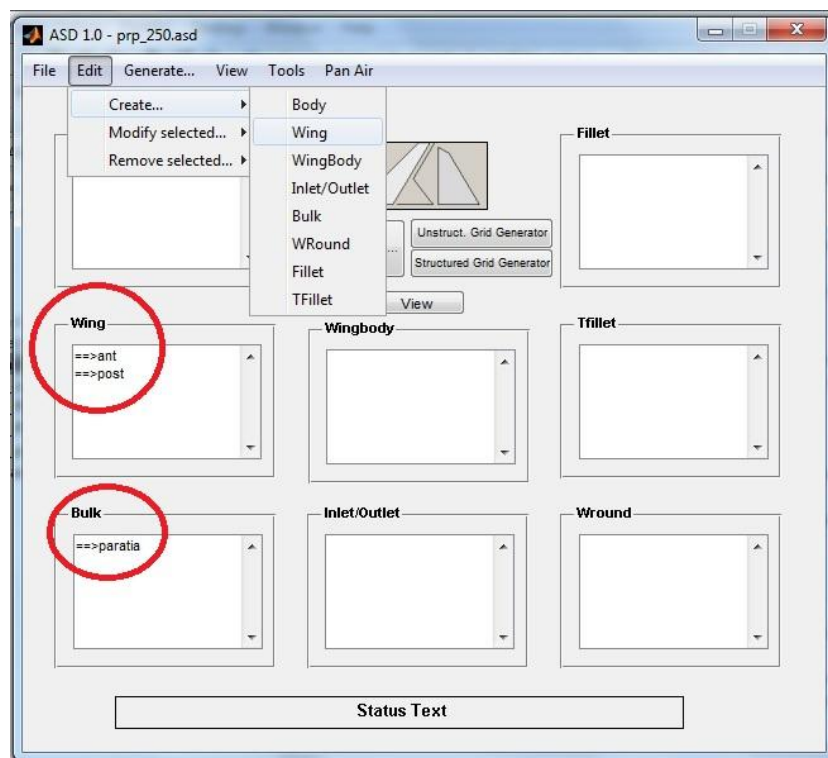 ASD 1.0 - prp_250.asd
File Edit Generate... View Tools Pan Air
Create...
Modify selected...
Remove selected...
Body
Wing
WingBody
Inlet/Outlet
Bulk
WRound
Fillet
TFillet
Fillet
...
Unstruct. Grid Generator
Structured Grid Generator
View
Wing
==>ant
==>post
Wingbody
Tfillet
Bulk
==>paratia
Inlet/Outlet
Wround
Status Text